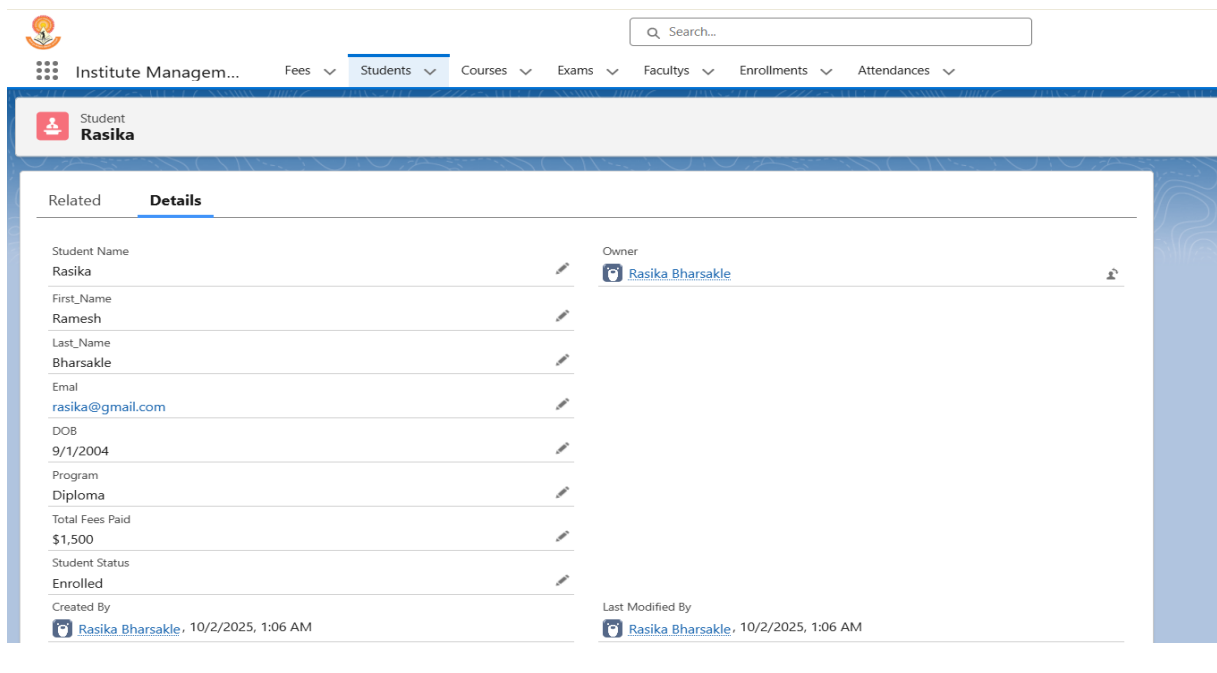 Search...
Institute Managem... Fees Students Courses Exams Facultys Enrollments Attendances
Student
Rasika
Related Details
Student Name Owner
Rasika Rasika Bharsakle
First_Name
Ramesh
Last_Name
Bharsakle
Emal
rasika@gmail.com
DOB
9/1/2004
Program
Diploma
Total Fees Paid
$1,500
Student Status
Enrolled
Created By Last Modified By
Rasika Bharsakle, 10/2/2025, 1:06 AM Rasika Bharsakle, 10/2/2025, 1:06 AM